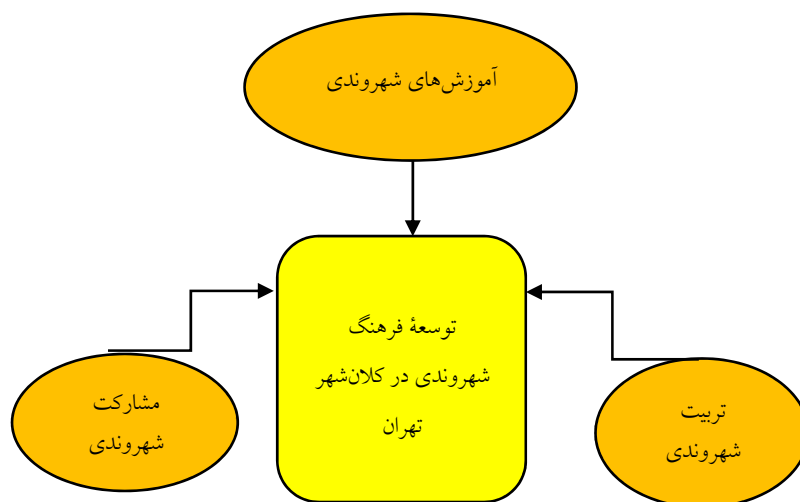 آموزش‌های شهروندی
توسعهٔ فرهنگ
شهروندی در کلان‌شهر
تهران
تربیت
شهروندی
مشارکت
شهروندی